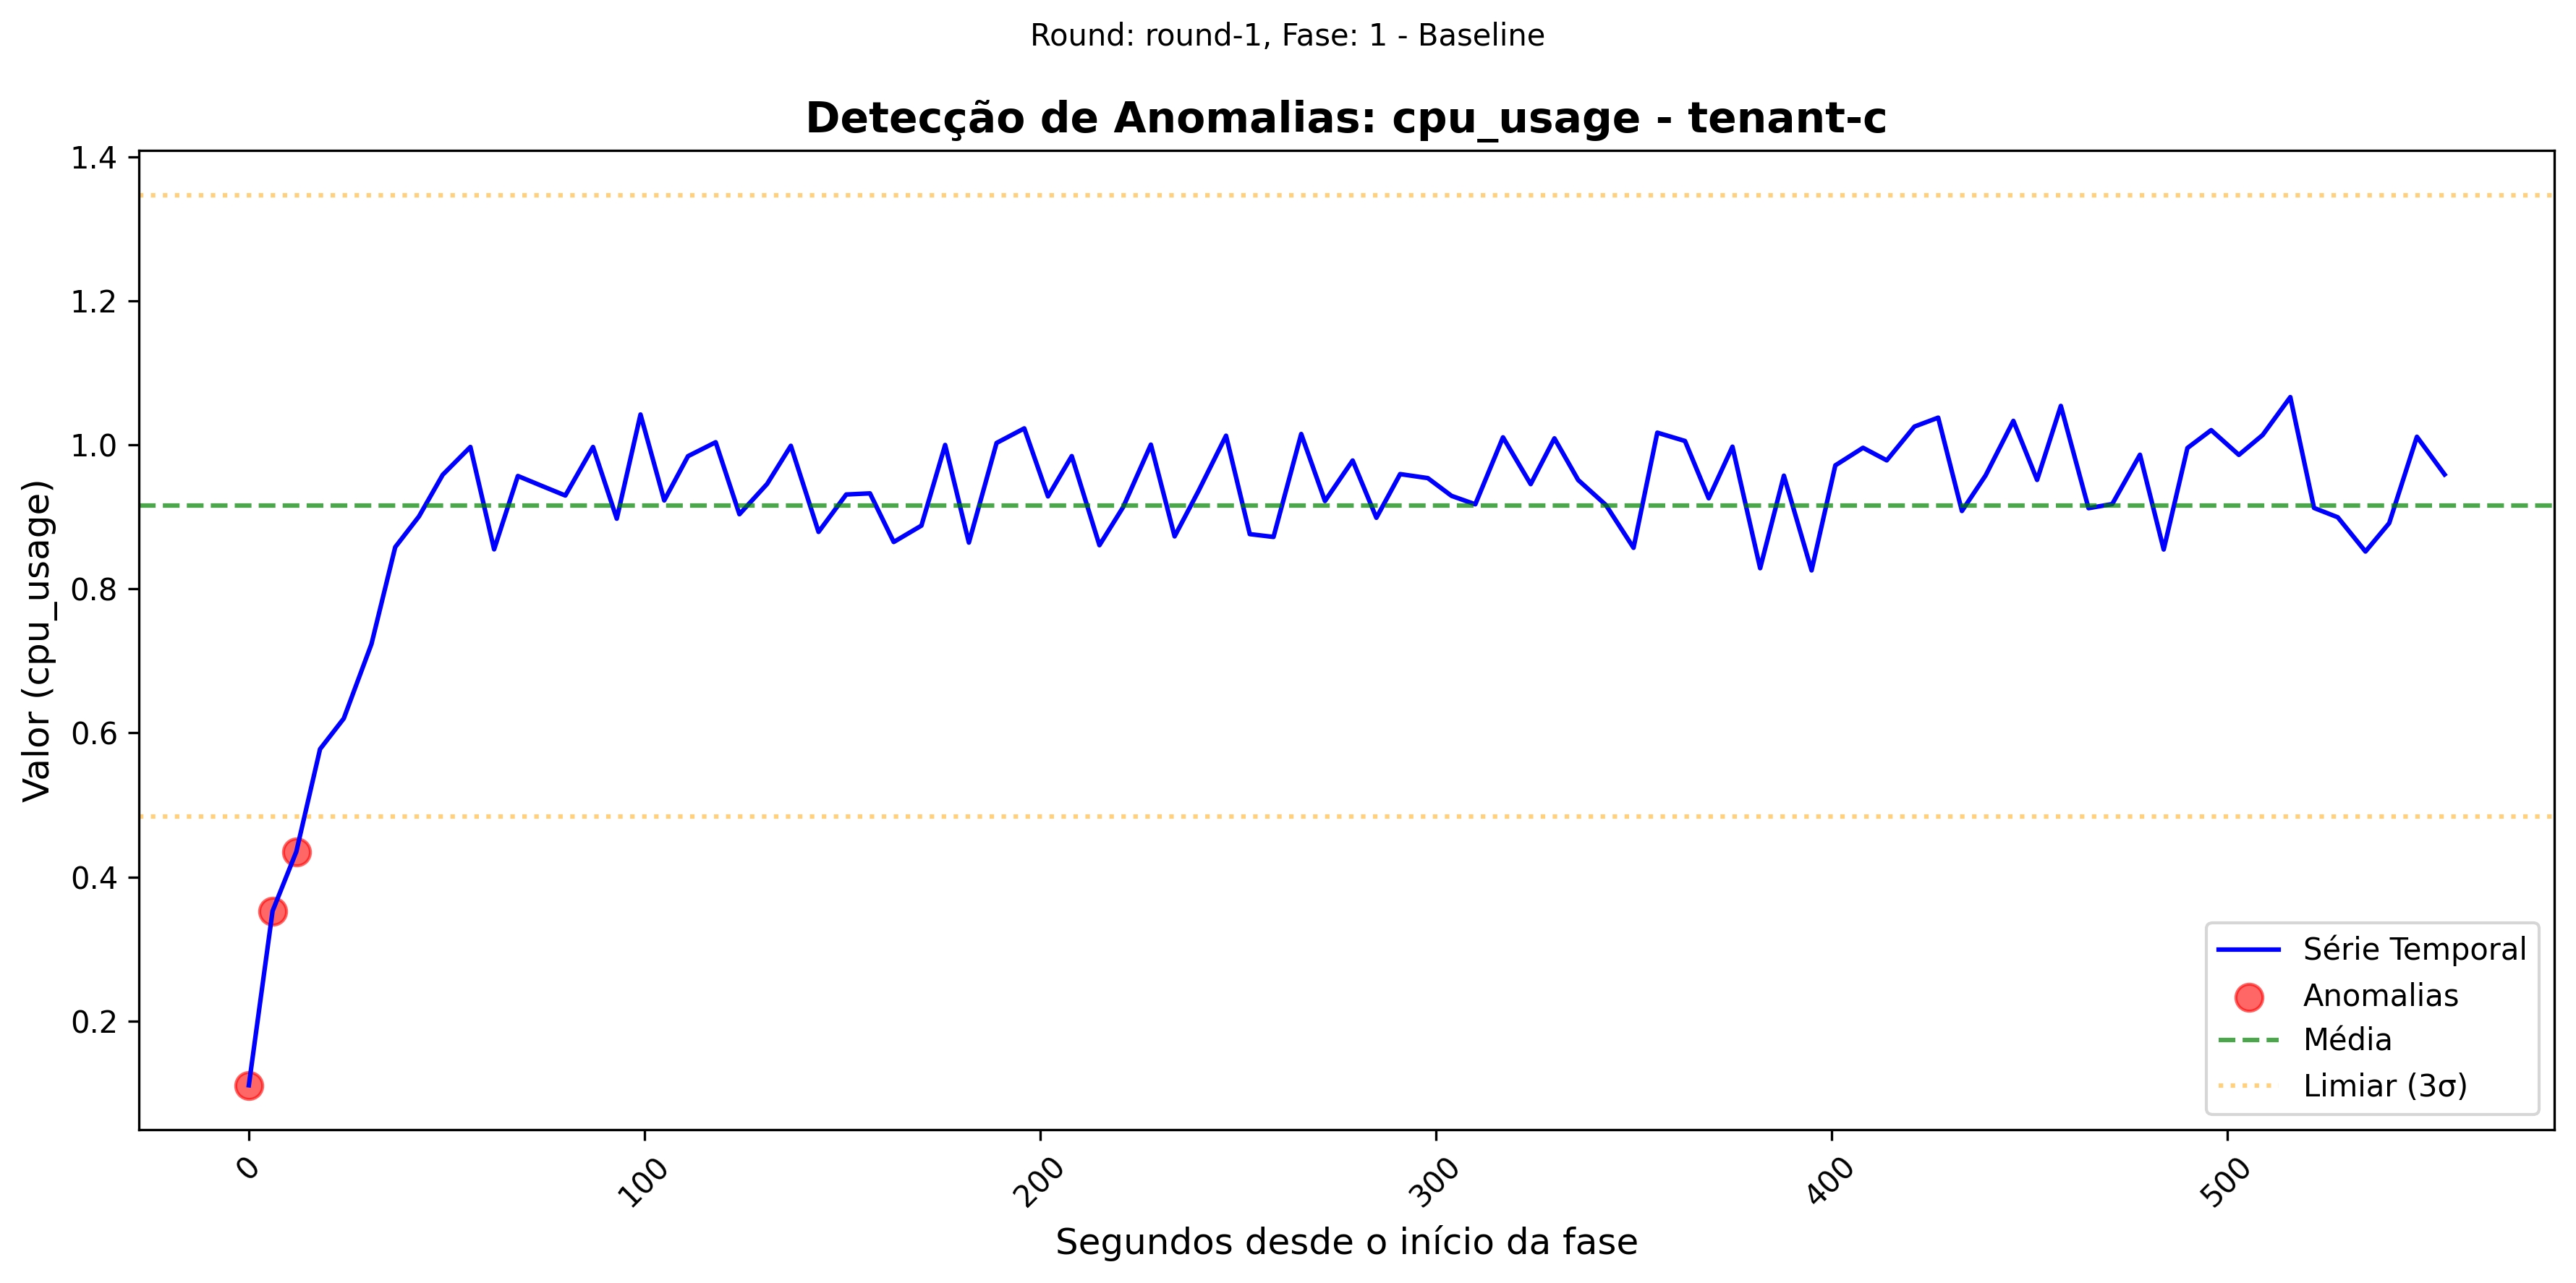 Round: round-1, Fase: 1 - Baseline
Detecção de Anomalias: cpu_usage - tenant-c
Valor (cpu_usage)
1.4
1.2
1.0
0.8
0.6
0.4
0.2
0
100
200
300
400
500
Segundos desde o início da fase
Série Temporal
Anomalias
Média
Limiar (3σ)